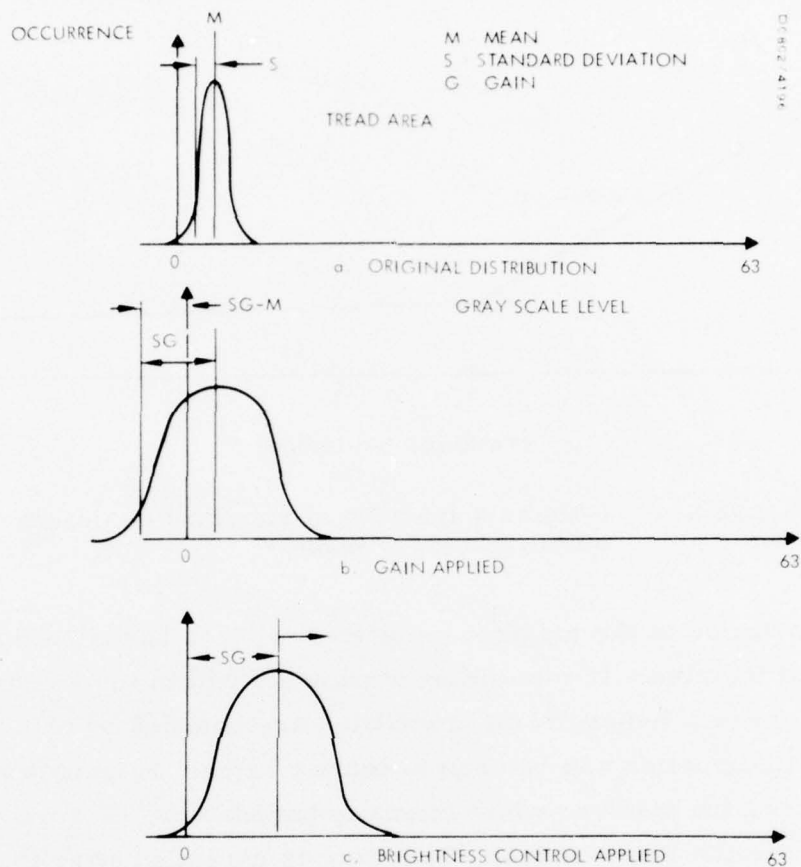 M
OCCURRENCE
M MEAN
S STANDARD DEVIATION
G GAIN
S
TREAD AREA
0
63
a. ORIGINAL DISTRIBUTION
SG-M
GRAY SCALE LEVEL
SG
0
63
b. GAIN APPLIED
SG
0
63
c. BRIGHTNESS CONTROL APPLIED